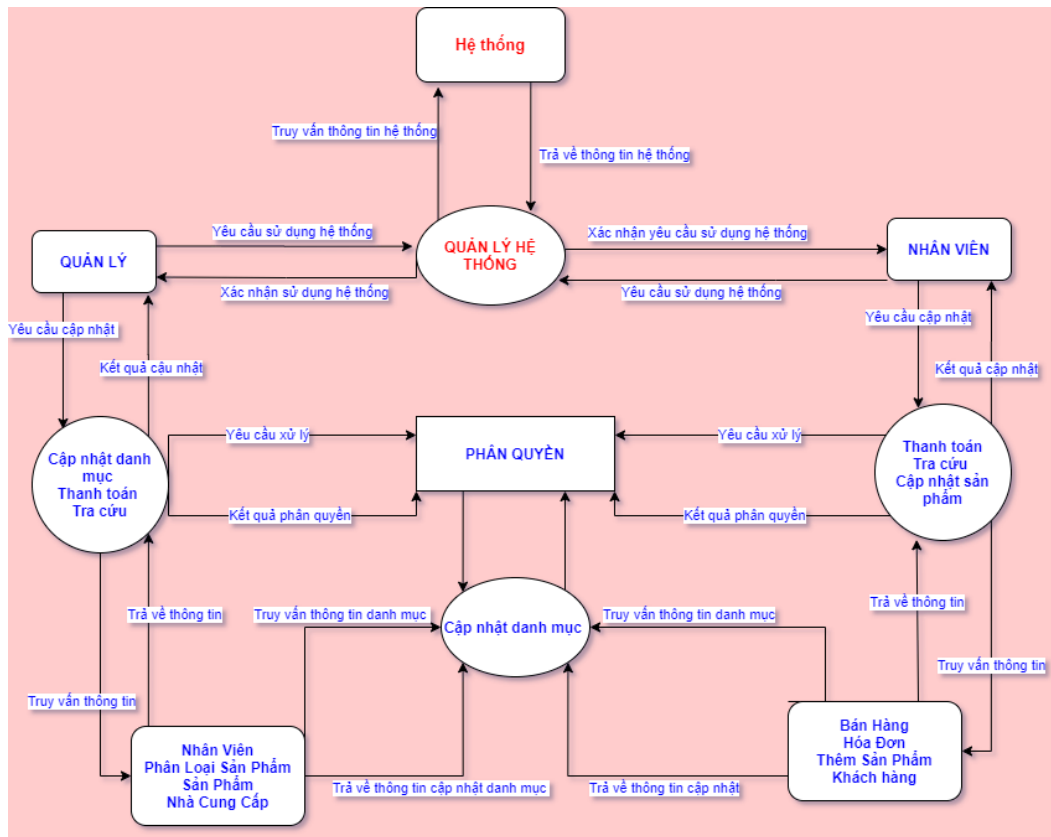 Hệ thống
Truy vấn thông tin hệ thống
Trả về thông tin hệ thống
QUẢN LÝ
Yêu cầu sử dụng hệ thống
Xác nhận sử dụng hệ thống
QUẢN LÝ HỆ
THỐNG
Xác nhận yêu cầu sử dụng hệ thống
Yêu cầu sử dụng hệ thống
NHÂN VIÊN
Yêu cầu cập nhật
Kết quả cậu nhật
Yêu cầu cập nhật
Kết quả cập nhật
Cập nhật danh
mục
Thanh toán
Tra cứu
Yêu cầu xử lý
Kết quả phân quyền
PHÂN QUYỀN
Yêu cầu xử lý
Kết quả phân quyền
Thanh toán
Tra cứu
Cập nhật sản
phẩm
Trả về thông tin
Truy vấn thông tin danh mục
Cập nhật danh mục
Truy vấn thông tin danh mục
Trả về thông tin
Truy vấn thông tin
Truy vấn thông tin
Nhân Viên
Phân Loại Sản Phẩm
Sản Phẩm
Nhà Cung Cấp
Trả về thông tin cập nhật danh mục
Trả về thông tin cập nhật
Bán Hàng
Hóa Đơn
Thêm Sản Phẩm
Khách hàng